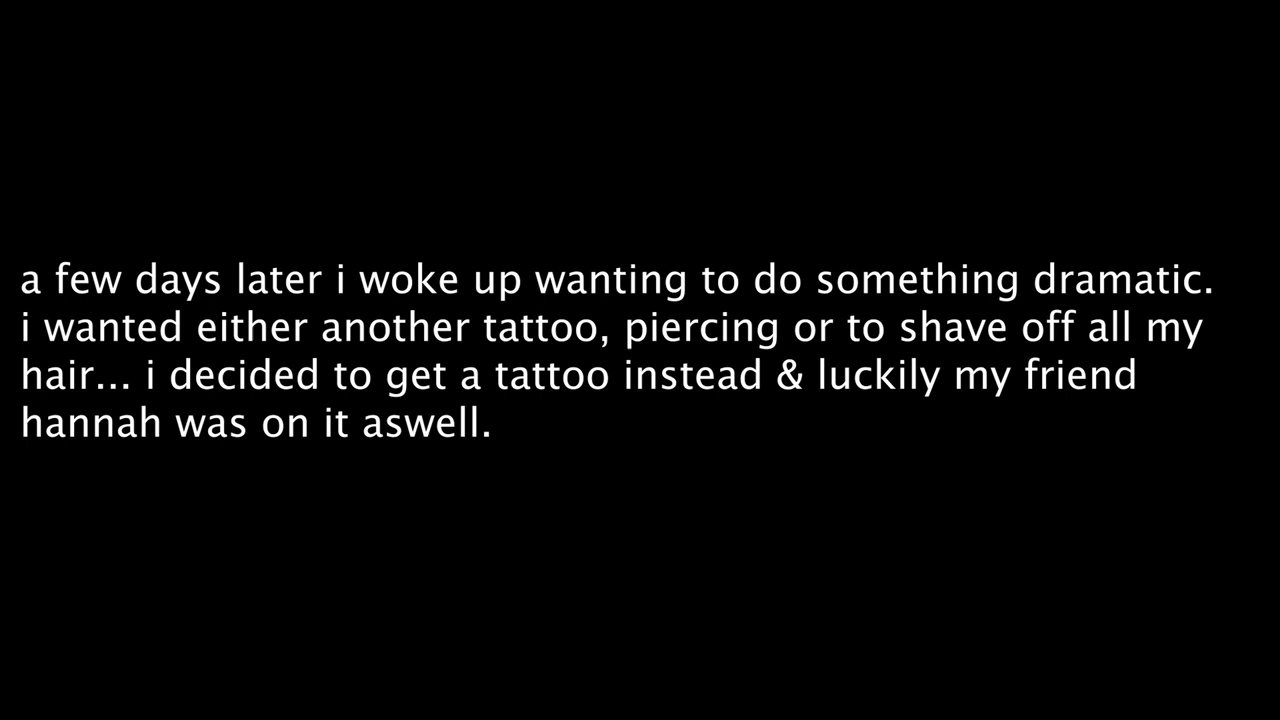 a few days later i woke up wanting to do something dramatic.
i wanted either another tattoo, piercing or to shave off all my
hair... i decided to get a tattoo instead & luckily my friend
hannah was on it aswell.